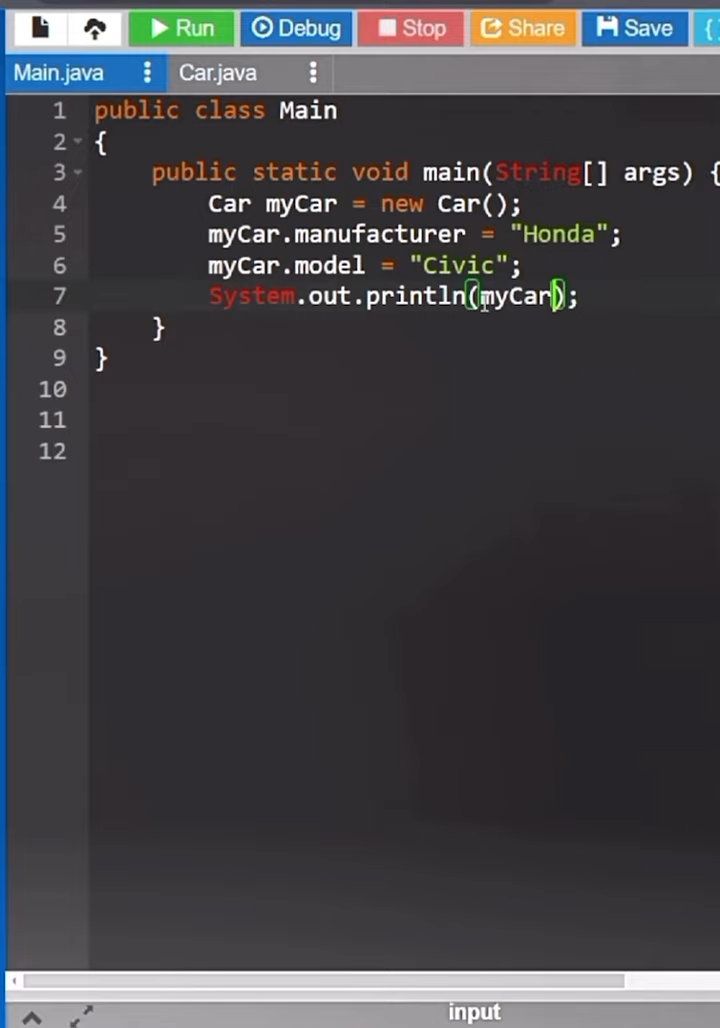 Run Debug Stop Share Save {
Main.java Car.java
1 public class Main
2 {
3 public static void main(String[] args) {
4 Car myCar = new Car();
5 myCar.manufacturer = "Honda";
6 myCar.model = "Civic";
7 System.out.println(myCar);
8 }
9 }
10
11
12
input